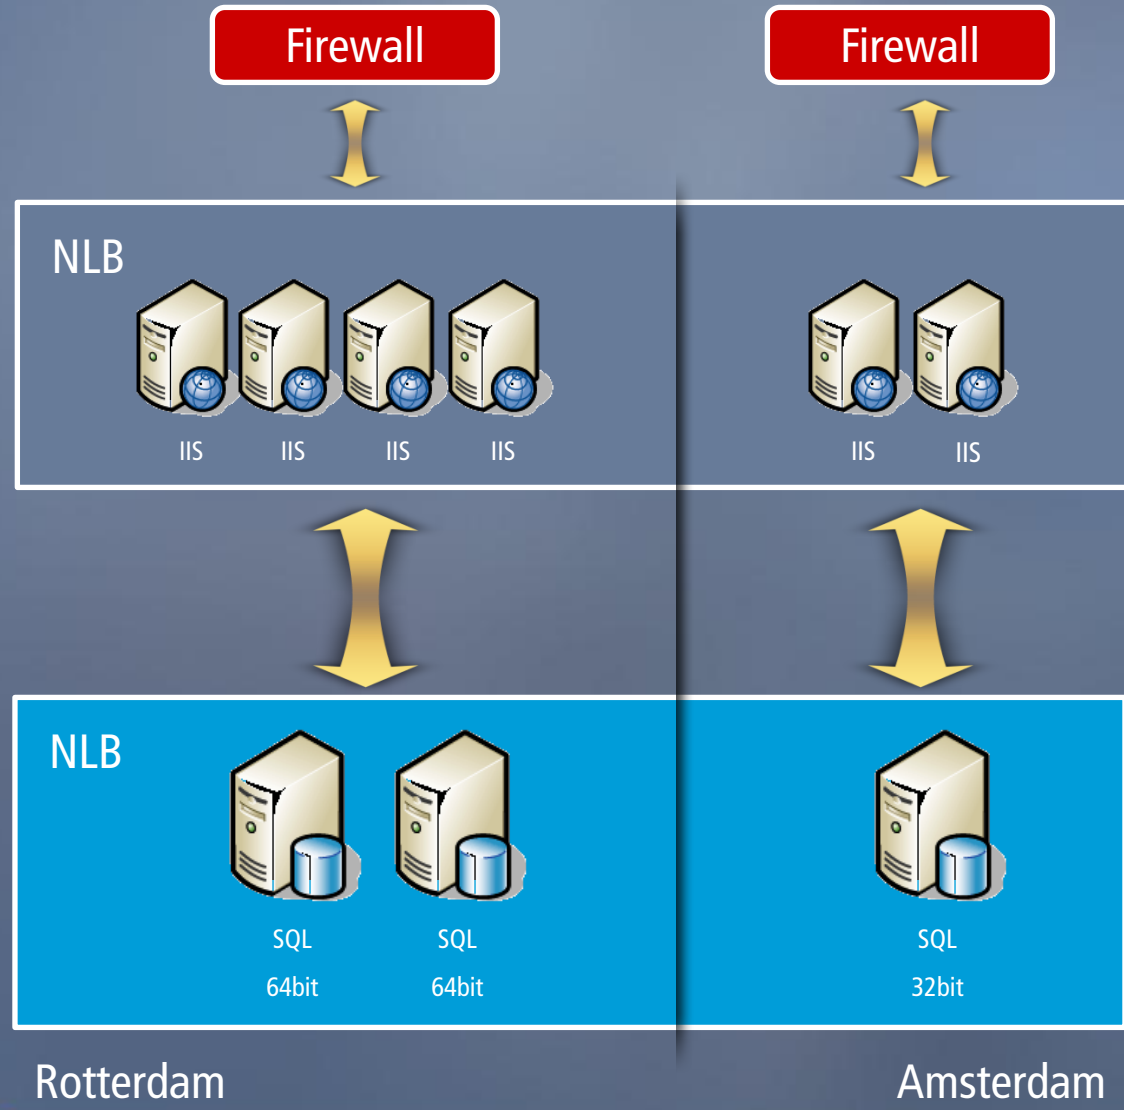 Firewall
Firewall
NLB
IIS
IIS
IIS
IIS
IIS
IIS
NLB
SQL
64bit
SQL
64bit
SQL
32bit
Rotterdam
Amsterdam